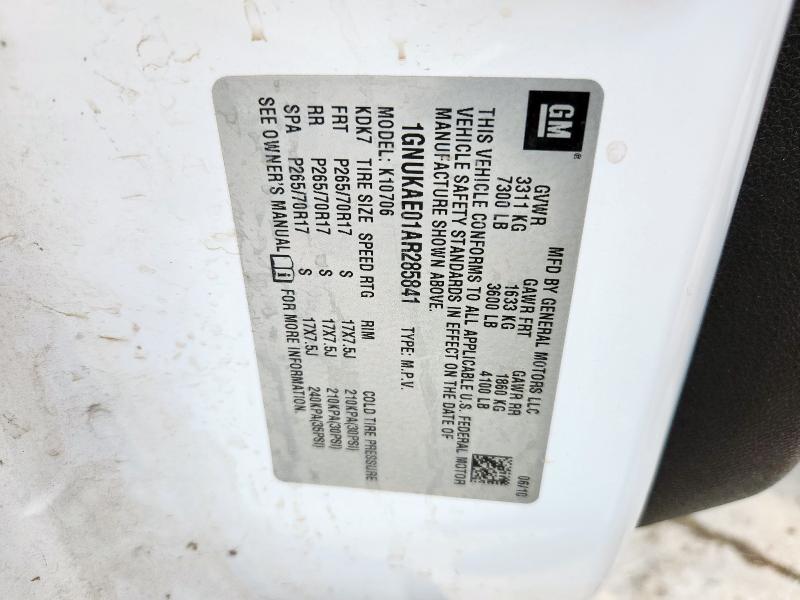 GM®
MFD BY GENERAL MOTORS LLC 06/10
GVWR GAWR FRT GAWR RR
3311 KG 1633 KG 1860 KG
7300 LB 3600 LB 4100 LB
THIS VEHICLE CONFORMS TO ALL APPLICABLE U.S. FEDERAL MOTOR
VEHICLE SAFETY STANDARDS IN EFFECT ON THE DATE OF
MANUFACTURE SHOWN ABOVE.
1GNUKAE01AR285841 TYPE: M.P.V.
MODEL: K10706
KDK7 TIRE SIZE SPEED RTG RIM COLD TIRE PRESSURE
FRT P265/70R17 S 17X7.5J 210KPA(30PSI)
RR P265/70R17 S 17X7.5J 210KPA(30PSI)
SPA P265/70R17 S 17X7.5J 240KPA(35PSI)
SEE OWNER'S MANUAL FOR MORE INFORMATION.